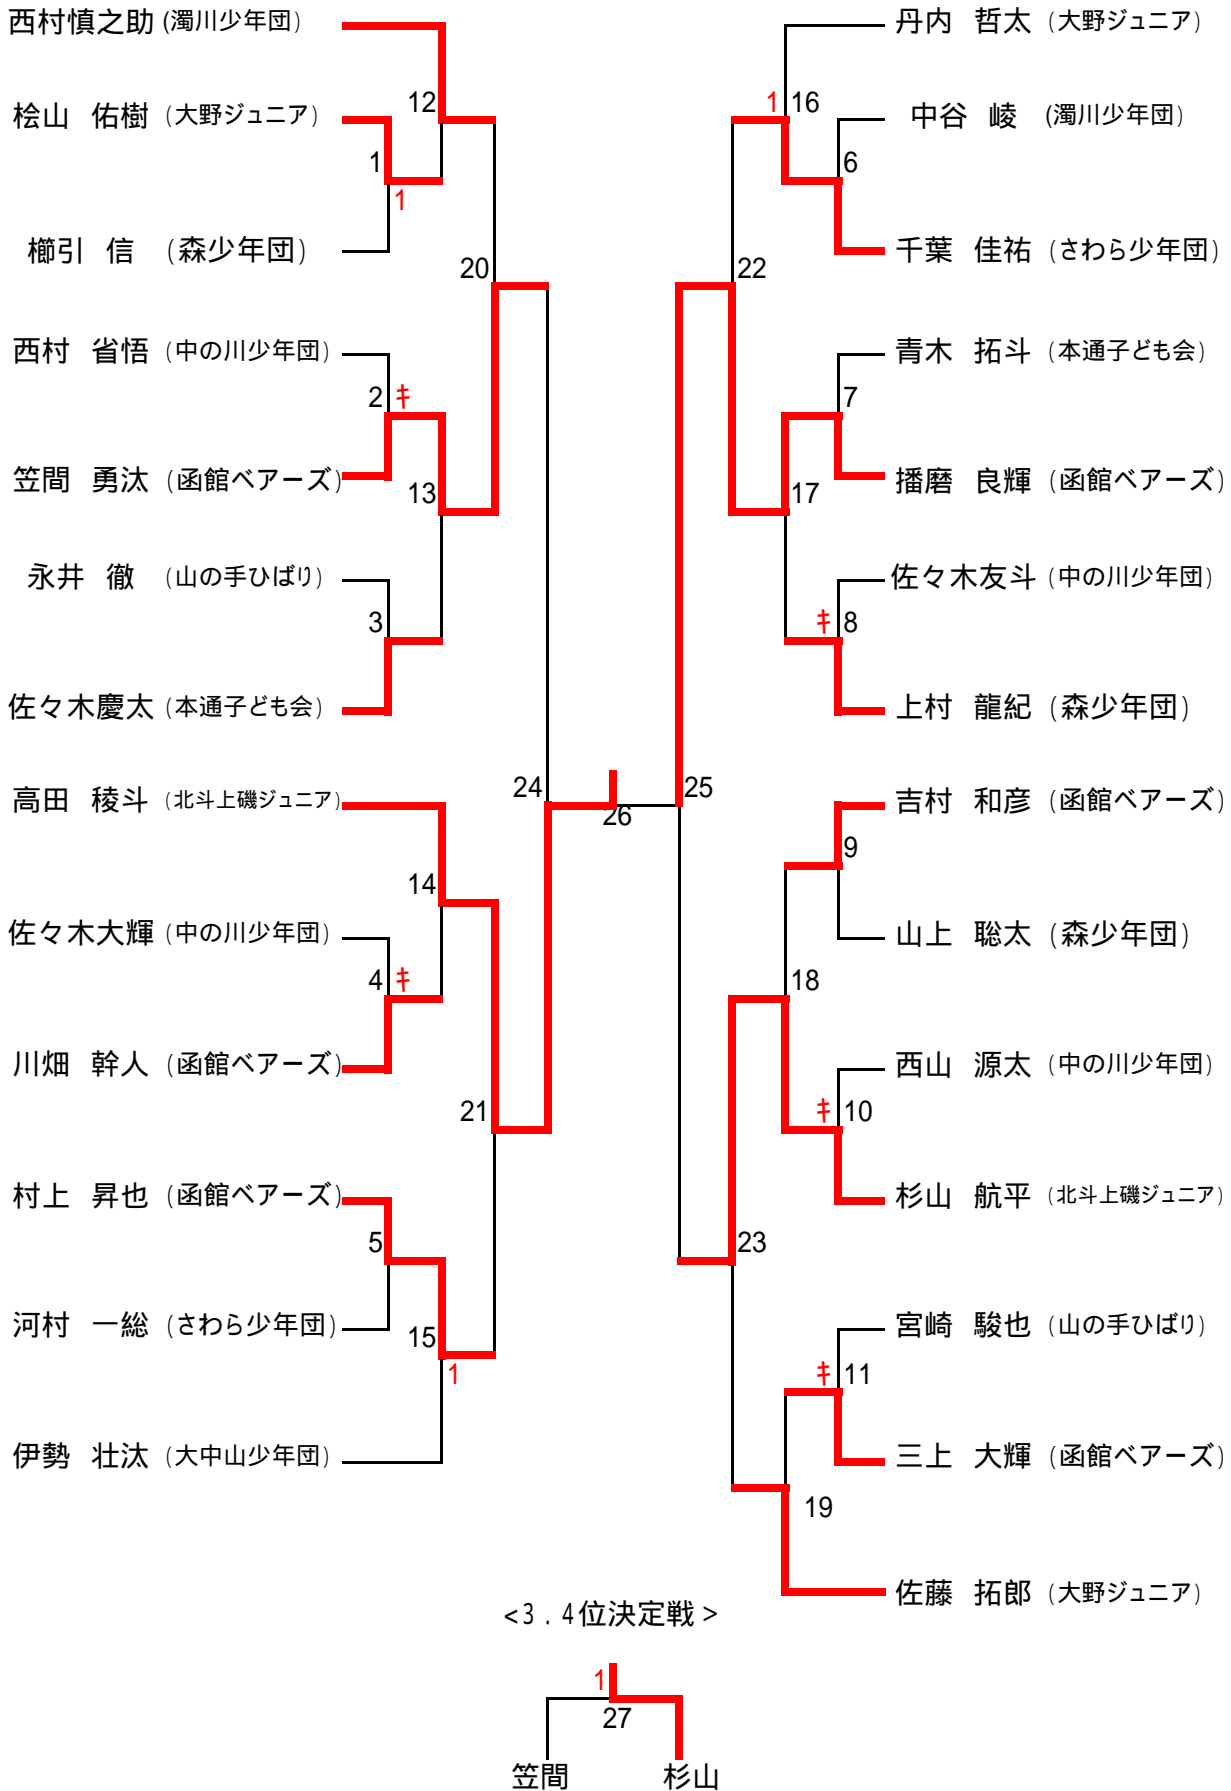 西村慎之助 (濁川少年団)
12
桧山 佑樹 (大野ジュニア)
1
1
櫛引 信 (森少年団)
20
西村 省悟 (中の川少年団)
2 キ
笠間 勇汰 (函館ベアーズ)
13
永井 徹 (山の手ひばり)
3
佐々木慶太 (本通子ども会)
24
高田 稜斗 (北斗上磯ジュニア)
14
佐々木大輝 (中の川少年団)
4 キ
川畑 幹人 (函館ベアーズ)
21
村上 昇也 (函館ベアーズ)
5
河村 一総 (さわら少年団)
15
1
伊勢 壮汰 (大中山少年団)
26
丹内 哲太 (大野ジュニア)
1 16
中谷 崚 (濁川少年団)
6
千葉 佳祐 (さわら少年団)
22
青木 拓斗 (本通子ども会)
7
播磨 良輝 (函館ベアーズ)
17
佐々木友斗 (中の川少年団)
キ 8
上村 龍紀 (森少年団)
25
吉村 和彦 (函館ベアーズ)
9
山上 聡太 (森少年団)
18
西山 源太 (中の川少年団)
キ 10
杉山 航平 (北斗上磯ジュニア)
23
宮崎 駿也 (山の手ひばり)
キ 11
三上 大輝 (函館ベアーズ)
19
佐藤 拓郎 (大野ジュニア)
<3．4位決定戦>
1
27
笠間 杉山